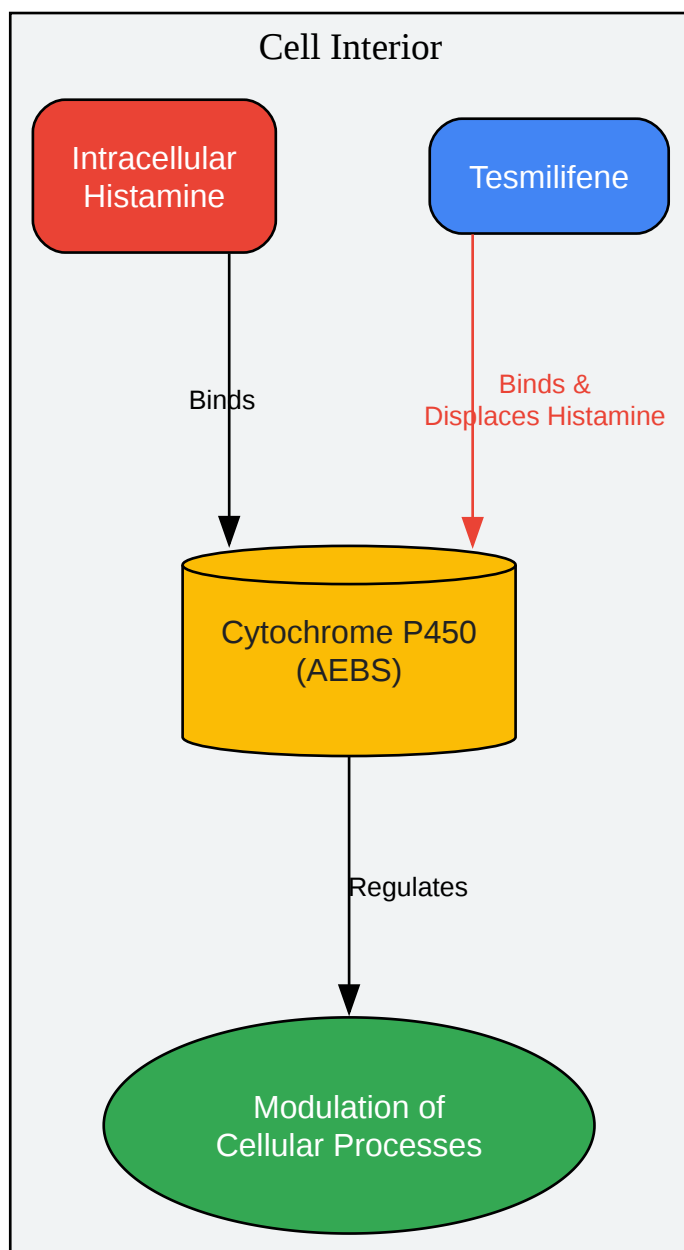 Cell Interior
Intracellular
Histamine
Tesmilifene
Binds
Binds &
Displaces Histamine
Cytochrome P450
(AEBS)
Regulates
Modulation of
Cellular Processes